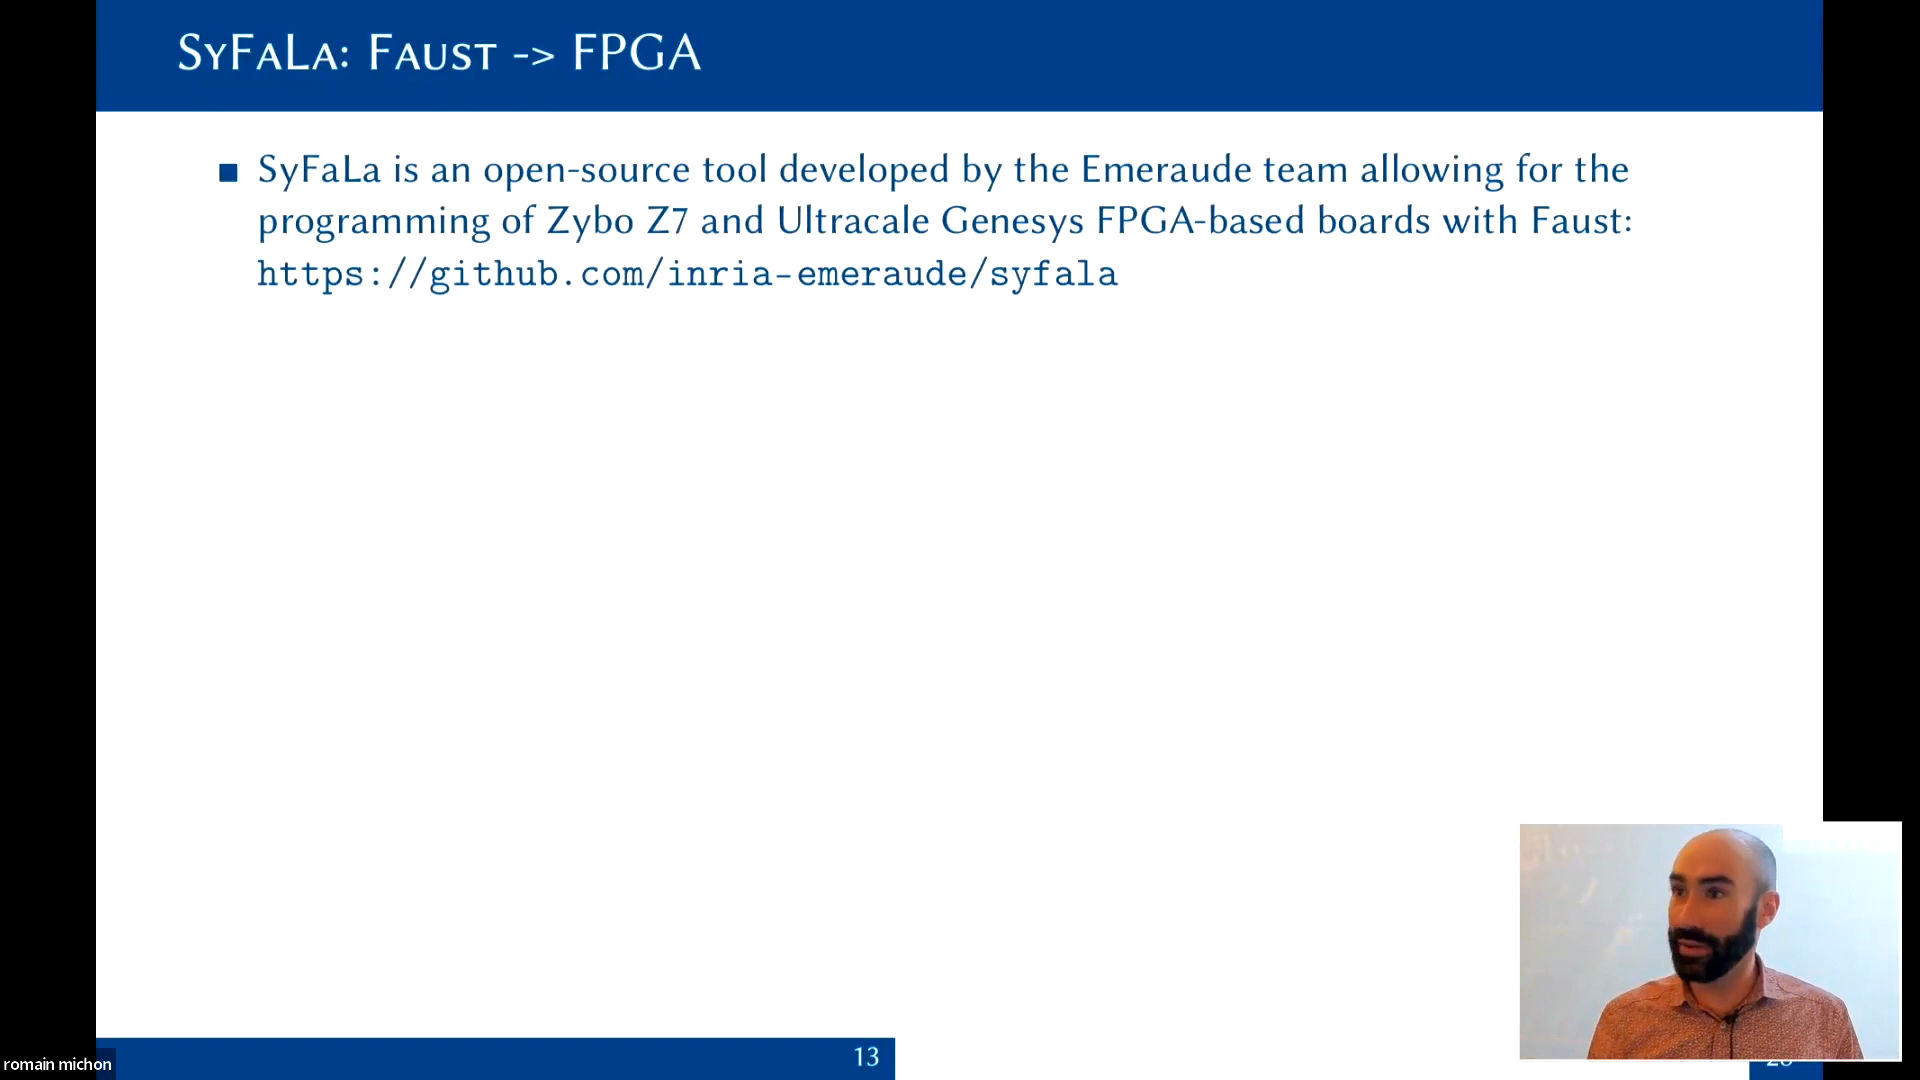 SyFaLa: Faust -> FPGA
SyFaLa is an open-source tool developed by the Emeraude team allowing for the
programming of Zybo Z7 and Ultracale Genesys FPGA-based boards with Faust:
https://github.com/inria-emeraude/syfala
romain michon
13